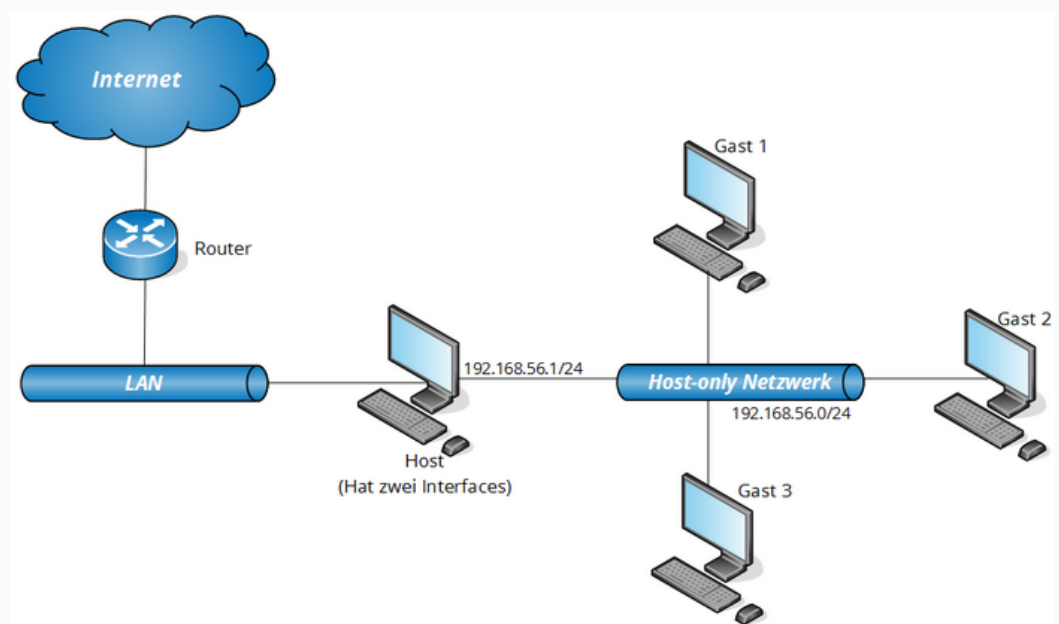 Internet
Gast 1
Router
Gast 2
192.168.56.1/24
LAN
Host-only Netzwerk
192.168.56.0/24
Host
(Hat zwei Interfaces)
Gast 3